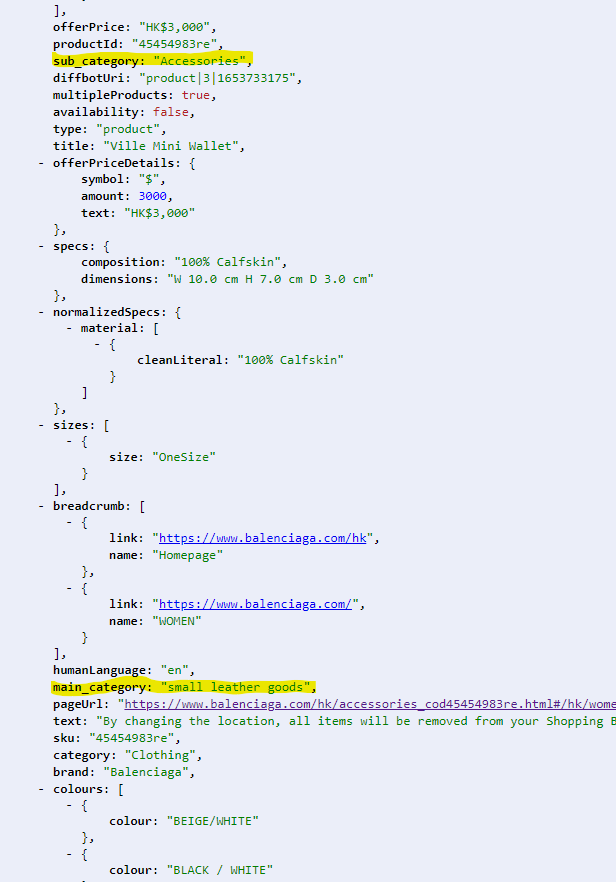 ],
offerPrice: "HK$3,000",
productId: "45454983re",
sub_category: "Accessories",
diffbotUri: "product|3|1653733175",
multipleProducts: true,
availability: false,
type: "product",
title: "Ville Mini Wallet",
- offerPriceDetails: {
symbol: "$",
amount: 3000,
text: "HK$3,000"
},
- specs: {
composition: "100% Calfskin",
dimensions: "W 10.0 cm H 7.0 cm D 3.0 cm"
},
- normalizedSpecs: {
- material: [
- {
cleanLiteral: "100% Calfskin"
}
]
},
- sizes: [
- {
size: "OneSize"
}
],
- breadcrumb: [
- {
link: "https://www.balenciaga.com/hk",
name: "Homepage"
},
- {
link: "https://www.balenciaga.com/",
name: "WOMEN"
}
],
humanLanguage: "en",
main_category: "small leather goods",
pageUrl: "https://www.balenciaga.com/hk/accessories_cod45454983re.html#/hk/wome
text: "By changing the location, all items will be removed from your Shopping B
sku: "45454983re",
category: "Clothing",
brand: "Balenciaga",
- colours: [
- {
colour: "BEIGE/WHITE"
},
- {
colour: "BLACK / WHITE"